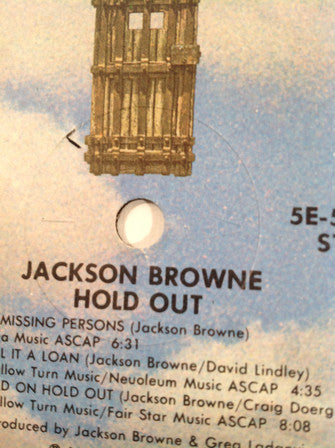 5E-5
ST
JACKSON BROWNE
HOLD OUT
MISSING PERSONS (Jackson Browne)
a Music ASCAP 6:31
L IT A LOAN (Jackson Browne/David Lindley)
llow Turn Music/Neuoleum Music ASCAP 4:35
D ON HOLD OUT (Jackson Browne/Craig Doerg
llow Turn Music/Fair Star Music ASCAP 8:08
duced by Jackson Browne & Greg Lada